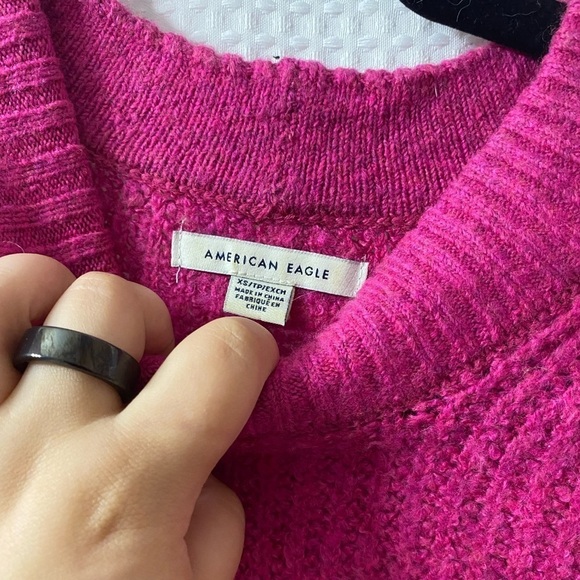 AMERICAN EAGLE
XS/TP/EXCH
MADE IN CHINA
FABRIQUÉ EN
CHINE